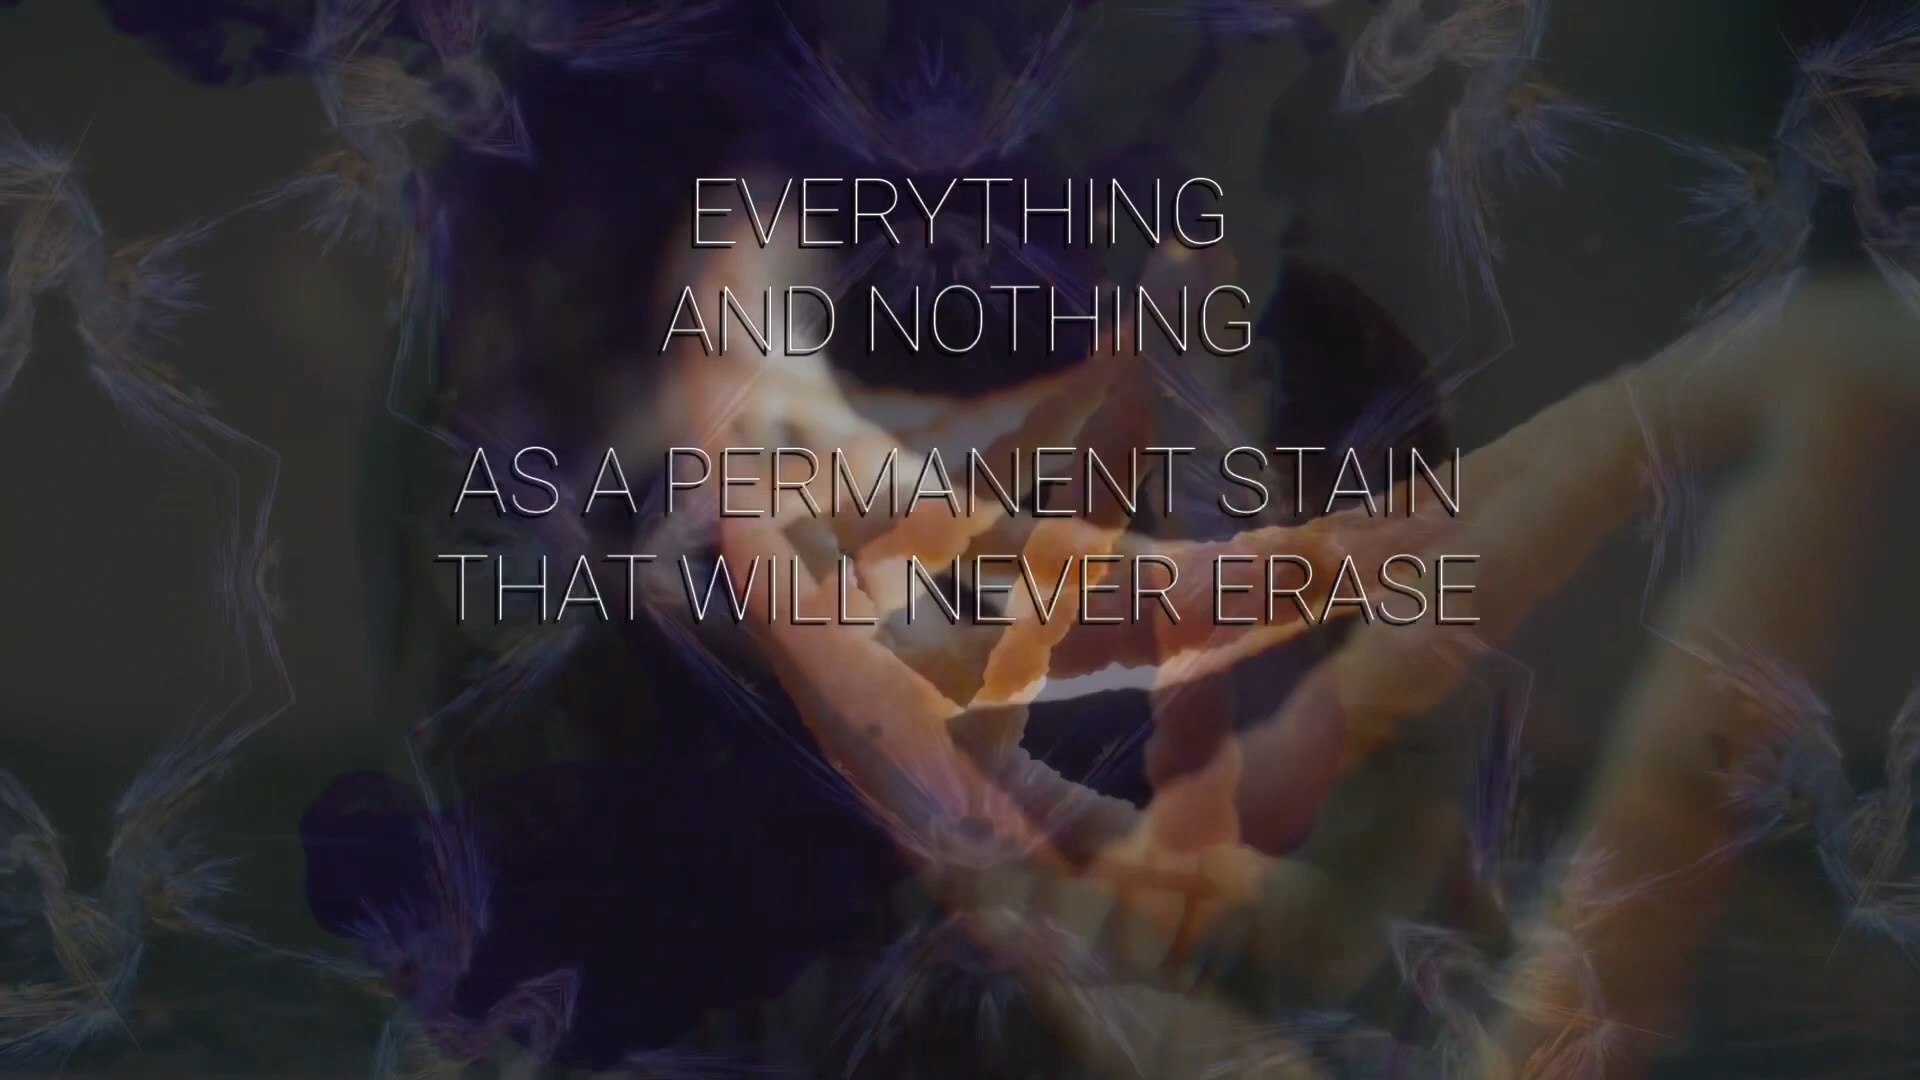 EVERYTHING
AND NOTHING
AS A PERMANENT STAIN
THAT WILL NEVER ERASE